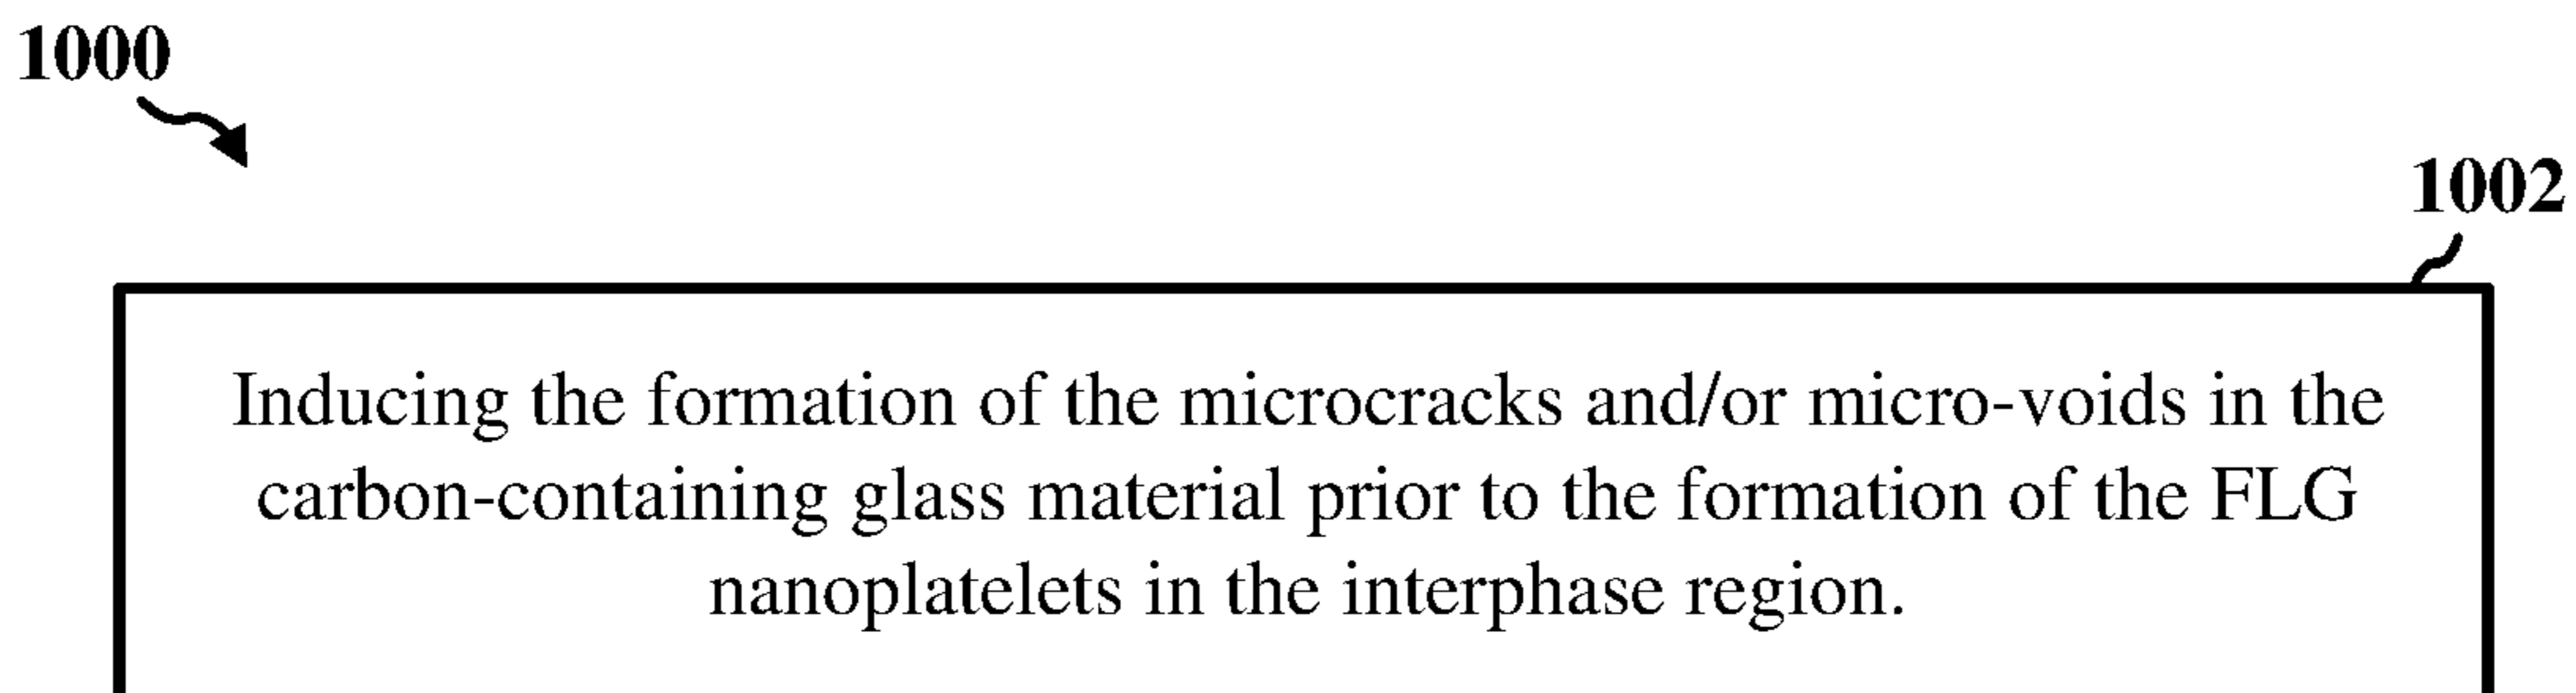 1000
1002
Inducing the formation of the microcracks and/or micro-voids in the
carbon-containing glass material prior to the formation of the FLG
nanoplatelets in the interphase region.